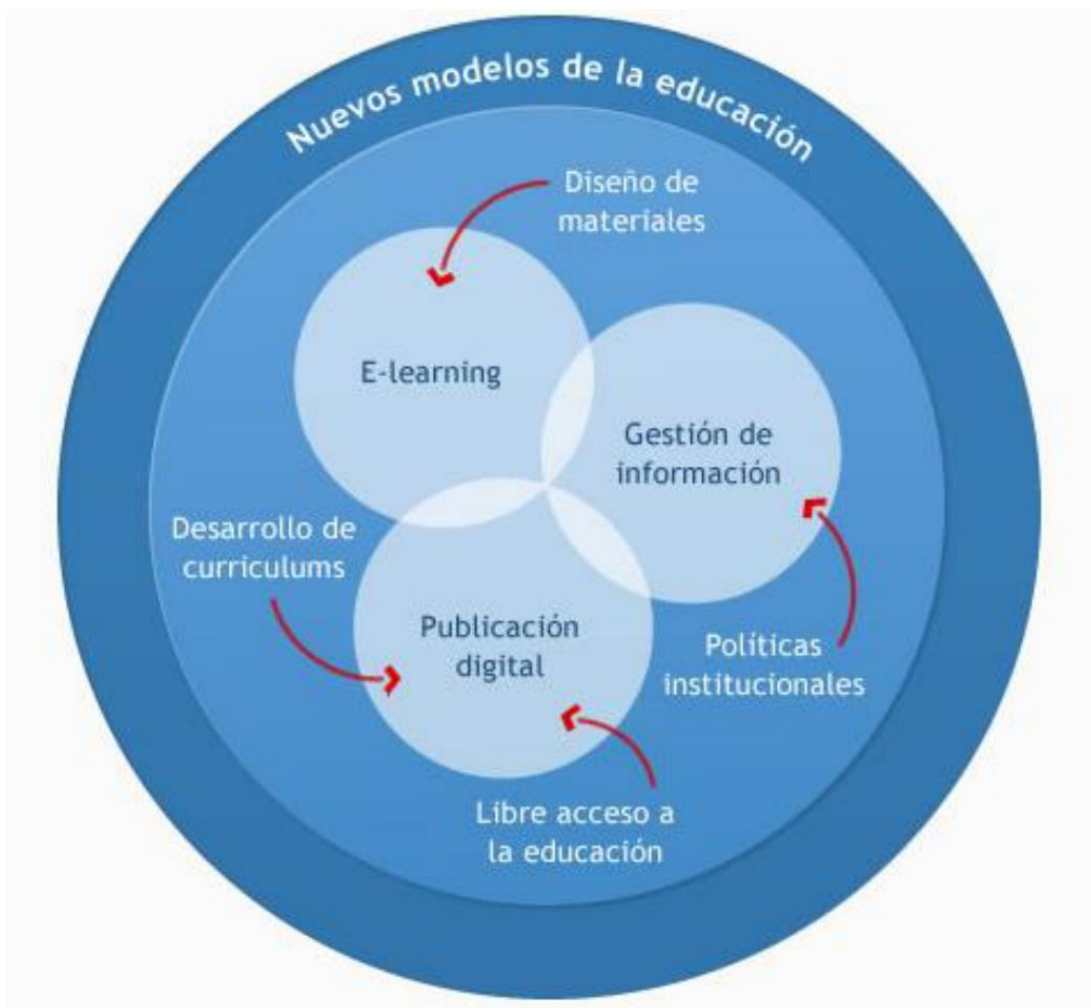 Nuevos modelos de la educación
Diseño de
materiales
E-learning
Gestión de
información
Desarrollo de
curriculums
Publicación
digital
Políticas
institucionales
Libre acceso a
la educación